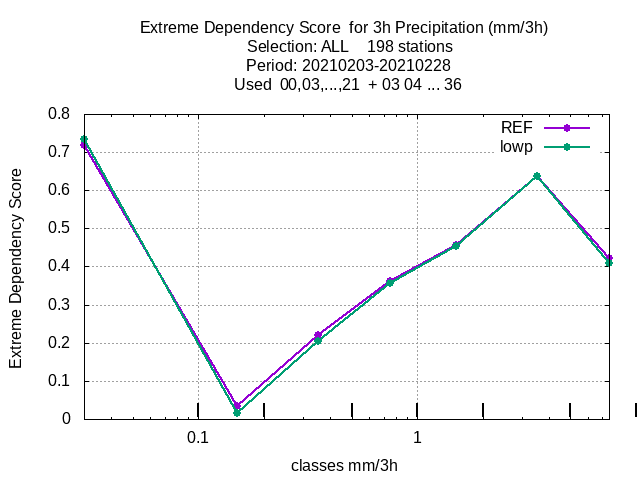 Extreme Dependency Score  for 3h Precipitation (mm/3h)
Selection: ALL    198 stations
Period: 20210203-20210228
Used  00,03,...,21  + 03 04 ... 36
REF
lowp
0.8
0.7
0.6
0.5
0.4
0.3
0.2
0.1
0
Extreme Dependency Score
0.1
1
classes mm/3h